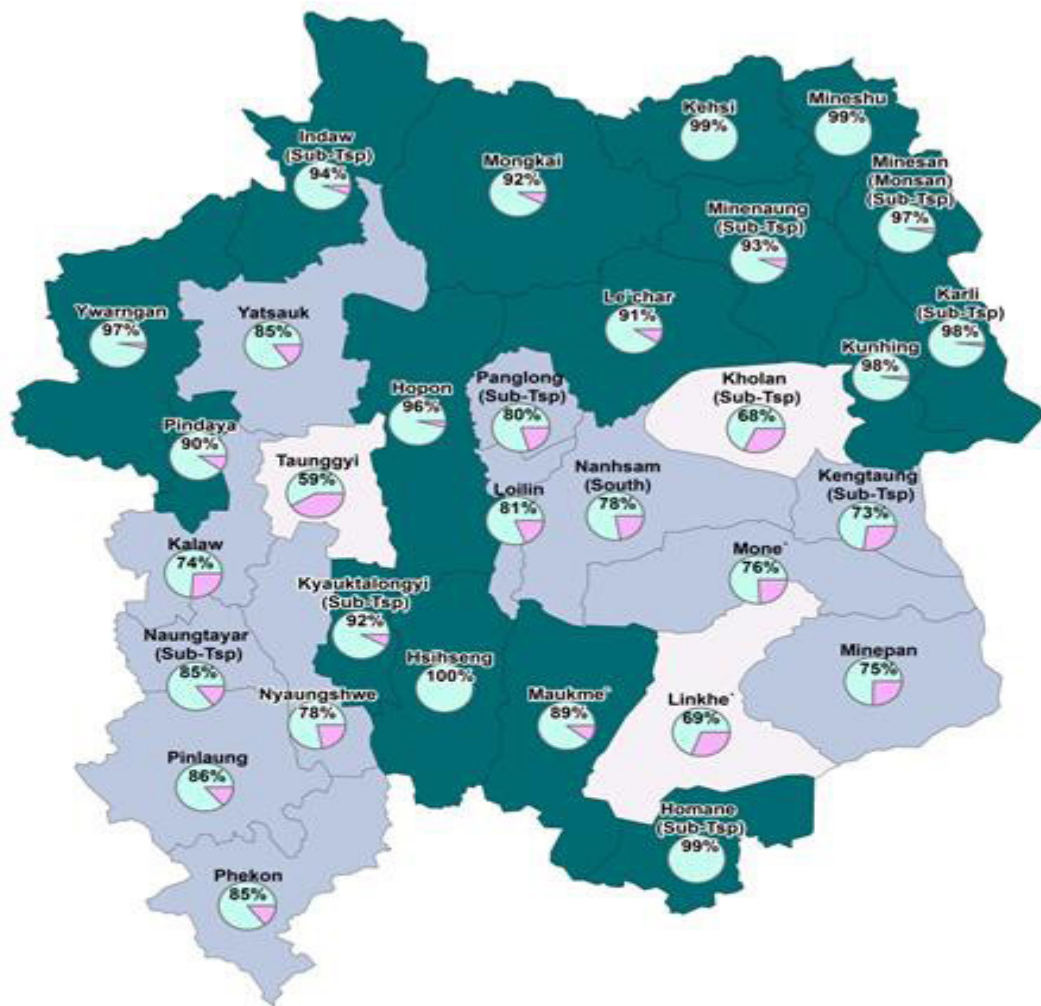 Kehsi
99%
Mineshu
99%
Indaw
(Sub-Tsp)
94%
Mongkai
92%
Minesan
(Monsan)
(Sub-Tsp)
97%
Minenaung
(Sub-Tsp)
93%
Ywarngan
97%
Yatsauk
85%
Le'char
91%
Karli
(Sub-Tsp)
98%
Kunhing
98%
Hopon
96%
Panglong
(Sub-Tsp)
80%
Kholan
(Sub-Tsp)
68%
Pindaya
90%
Taunggyi
59%
Loilin
81%
Nanhsam
(South)
78%
Kengtaung
(Sub-Tsp)
73%
Kalaw
74%
Mone`
76%
Kyauktalongyi
(Sub-Tsp)
92%
Naungtayar
(Sub-Tsp)
85%
Hsihseng
100%
Minepan
75%
Nyaungshwe
78%
Maukme`
89%
Linkhe`
69%
Pinlaung
86%
Homane
(Sub-Tsp)
99%
Phekon
85%